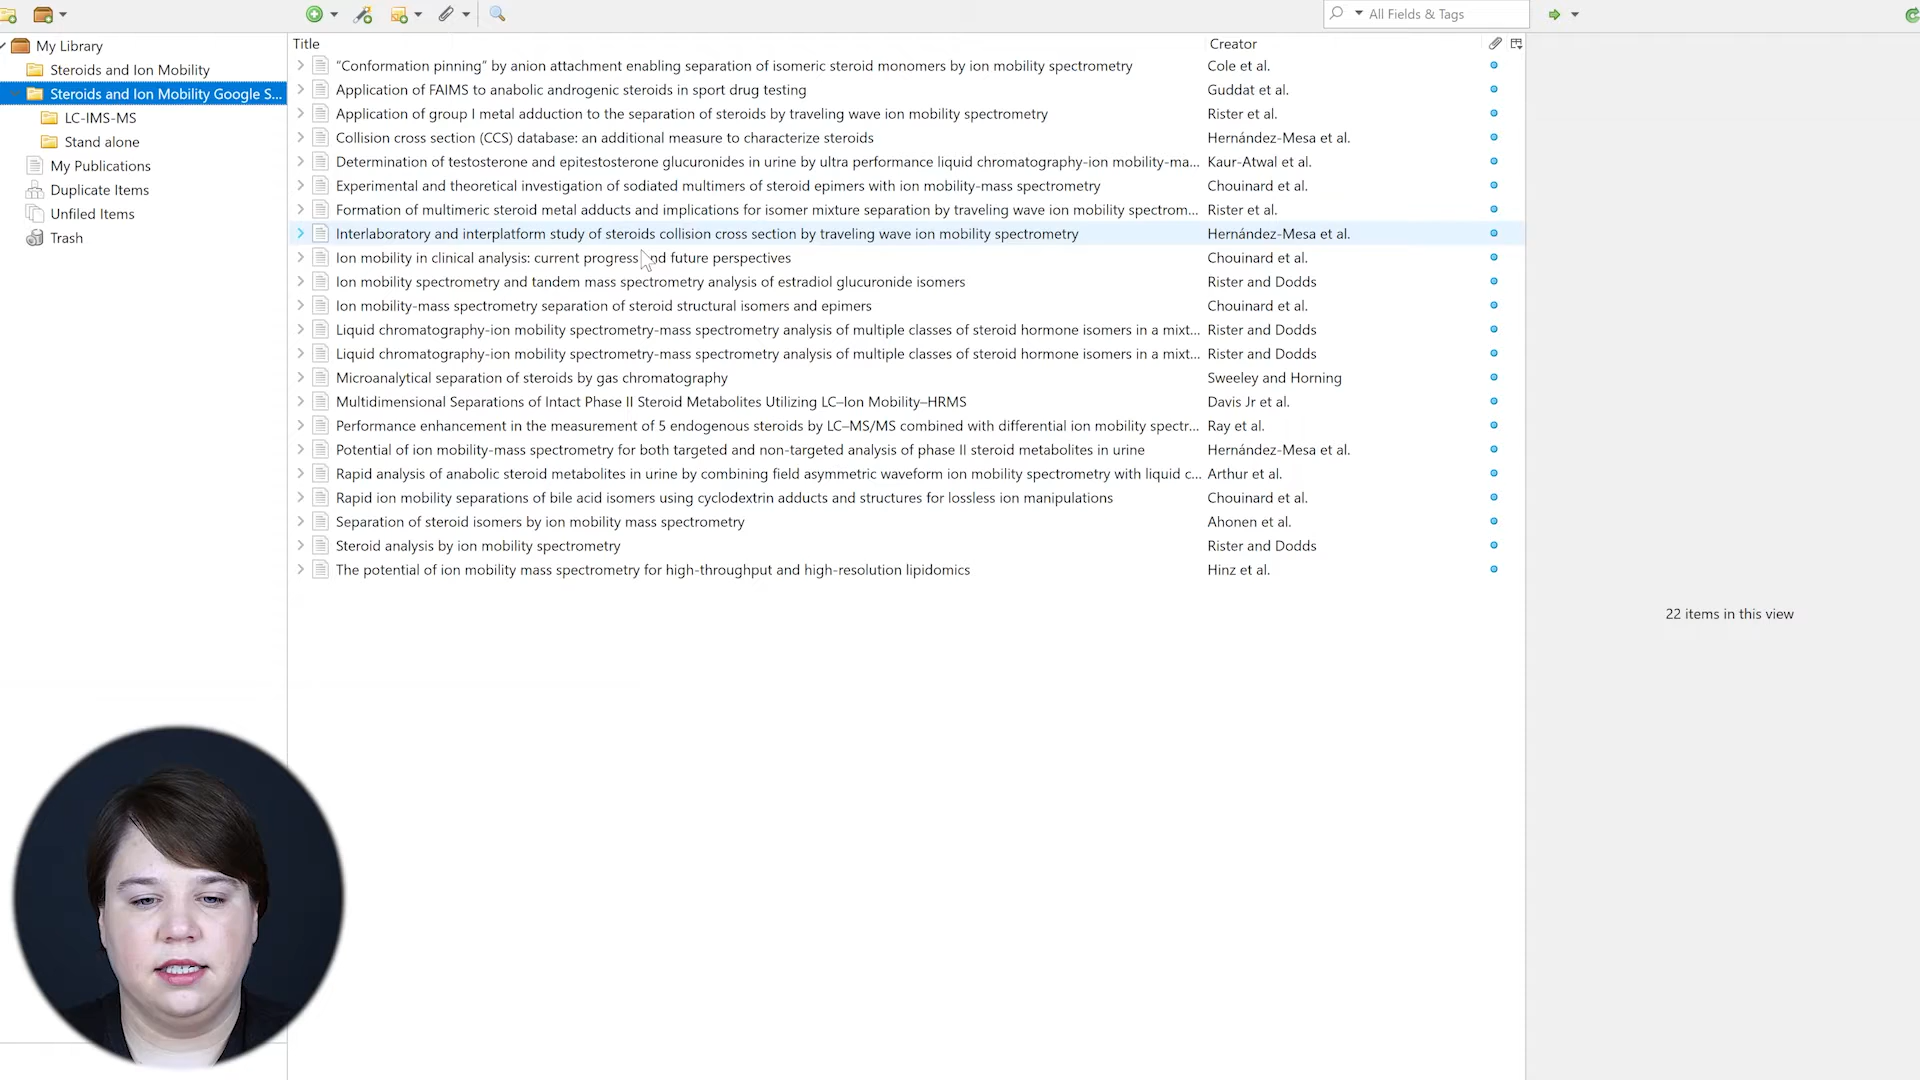 All Fields & Tags
My Library
Steroids and Ion Mobility
Steroids and Ion Mobility Google S...
LC-IMS-MS
Stand alone
My Publications
Duplicate Items
Unfiled Items
Trash
Title Creator
“Conformation pinning” by anion attachment enabling separation of isomeric steroid monomers by ion mobility spectrometry Cole et al.
Application of FAIMS to anabolic androgenic steroids in sport drug testing Guddat et al.
Application of group I metal adduction to the separation of steroids by traveling wave ion mobility spectrometry Rister et al.
Collision cross section (CCS) database: an additional measure to characterize steroids Hernández-Mesa et al.
Determination of testosterone and epitestosterone glucuronides in urine by ultra performance liquid chromatography-ion mobility-ma... Kaur-Atwal et al.
Experimental and theoretical investigation of sodiated multimers of steroid epimers with ion mobility-mass spectrometry Chouinard et al.
Formation of multimeric steroid metal adducts and implications for isomer mixture separation by traveling wave ion mobility spectrom... Rister et al.
Interlaboratory and interplatform study of steroids collision cross section by traveling wave ion mobility spectrometry Hernández-Mesa et al.
Ion mobility in clinical analysis: current progress and future perspectives Chouinard et al.
Ion mobility spectrometry and tandem mass spectrometry analysis of estradiol glucuronide isomers Rister and Dodds
Ion mobility-mass spectrometry separation of steroid structural isomers and epimers Chouinard et al.
Liquid chromatography-ion mobility spectrometry-mass spectrometry analysis of multiple classes of steroid hormone isomers in a mixt... Rister and Dodds
Liquid chromatography-ion mobility spectrometry-mass spectrometry analysis of multiple classes of steroid hormone isomers in a mixt... Rister and Dodds
Microanalytical separation of steroids by gas chromatography Sweeley and Horning
Multidimensional Separations of Intact Phase II Steroid Metabolites Utilizing LC–Ion Mobility–HRMS Davis Jr et al.
Performance enhancement in the measurement of 5 endogenous steroids by LC–MS/MS combined with differential ion mobility spectr... Ray et al.
Potential of ion mobility-mass spectrometry for both targeted and non-targeted analysis of phase II steroid metabolites in urine Hernández-Mesa et al.
Rapid analysis of anabolic steroid metabolites in urine by combining field asymmetric waveform ion mobility spectrometry with liquid c... Arthur et al.
Rapid ion mobility separations of bile acid isomers using cyclodextrin adducts and structures for lossless ion manipulations Chouinard et al.
Separation of steroid isomers by ion mobility mass spectrometry Ahonen et al.
Steroid analysis by ion mobility spectrometry Rister and Dodds
The potential of ion mobility mass spectrometry for high-throughput and high-resolution lipidomics Hinz et al.
22 items in this view